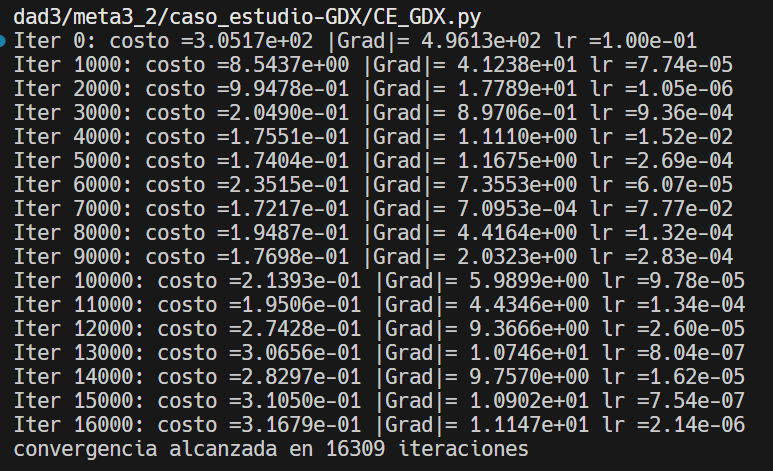 dad3/meta3_2/caso_estudio-GDX/CE_GDX.py
Iter 0: costo =3.0517e+02 |Grad|= 4.9613e+02 lr =1.00e-01
Iter 1000: costo =8.5437e+00 |Grad|= 4.1238e+01 lr =7.74e-05
Iter 2000: costo =9.9478e-01 |Grad|= 1.7789e+01 lr =1.05e-06
Iter 3000: costo =2.0490e-01 |Grad|= 8.9706e-01 lr =9.36e-04
Iter 4000: costo =1.7551e-01 |Grad|= 1.1110e+00 lr =1.52e-02
Iter 5000: costo =1.7404e-01 |Grad|= 1.1675e+00 lr =2.69e-04
Iter 6000: costo =2.3515e-01 |Grad|= 7.3553e+00 lr =6.07e-05
Iter 7000: costo =1.7217e-01 |Grad|= 7.0953e-04 lr =7.77e-02
Iter 8000: costo =1.9487e-01 |Grad|= 4.4164e+00 lr =1.32e-04
Iter 9000: costo =1.7698e-01 |Grad|= 2.0323e+00 lr =2.83e-04
Iter 10000: costo =2.1393e-01 |Grad|= 5.9899e+00 lr =9.78e-05
Iter 11000: costo =1.9506e-01 |Grad|= 4.4346e+00 lr =1.34e-04
Iter 12000: costo =2.7428e-01 |Grad|= 9.3666e+00 lr =2.60e-05
Iter 13000: costo =3.0656e-01 |Grad|= 1.0746e+01 lr =8.04e-07
Iter 14000: costo =2.8297e-01 |Grad|= 9.7570e+00 lr =1.62e-05
Iter 15000: costo =3.1050e-01 |Grad|= 1.0902e+01 lr =7.54e-07
Iter 16000: costo =3.1679e-01 |Grad|= 1.1147e+01 lr =2.14e-06
convergencia alcanzada en 16309 iteraciones